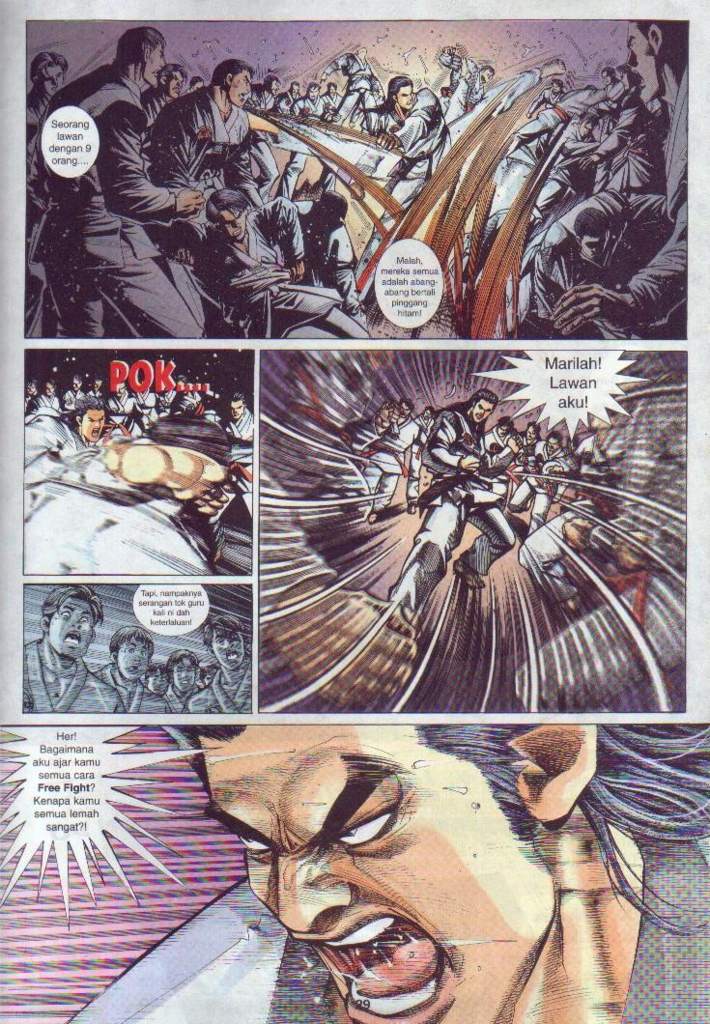 Seorang
lawan
dengan 9
orang....
Malah,
mereka semua
adalah abang-
abang bertali
pinggang
hitam!
POK....
Marilah!
Lawan
aku!
Tapi, nampaknya
serangan tok guru
kali ni dah
keterlaluan!
Her!
Bagaimana
aku ajar kamu
semua cara
Free Fight?
Kenapa kamu
semua lemah
sangat?!
29